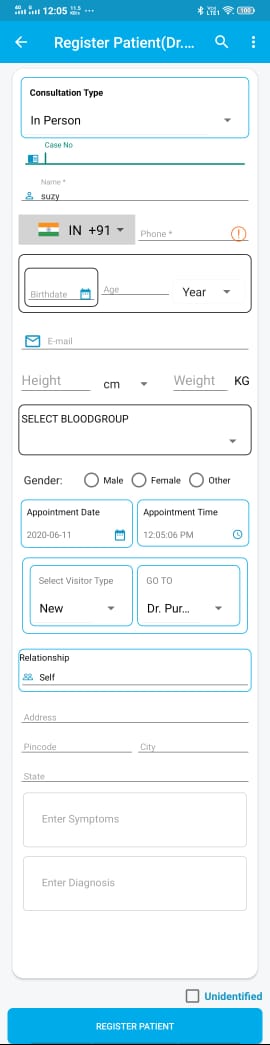 12:05 11.5 KB/s ...
4G G Vo) LTE1 100
Register Patient(Dr....
Consultation Type
In Person
Case No
Name *
suzy
IN +91
Phone *
Birthdate
Age
Year
E-mail
Height
cm
Weight
KG
SELECT BLOODGROUP
Gender:
Male
Female
Other
Appointment Date
Appointment Time
2020-06-11
12:05:06 PM
Select Visitor Type
GO TO
New
Dr. Pur...
Relationship
Self
Address
Pincode
City
State
Enter Symptoms
Enter Diagnosis
Unidentified
REGISTER PATIENT